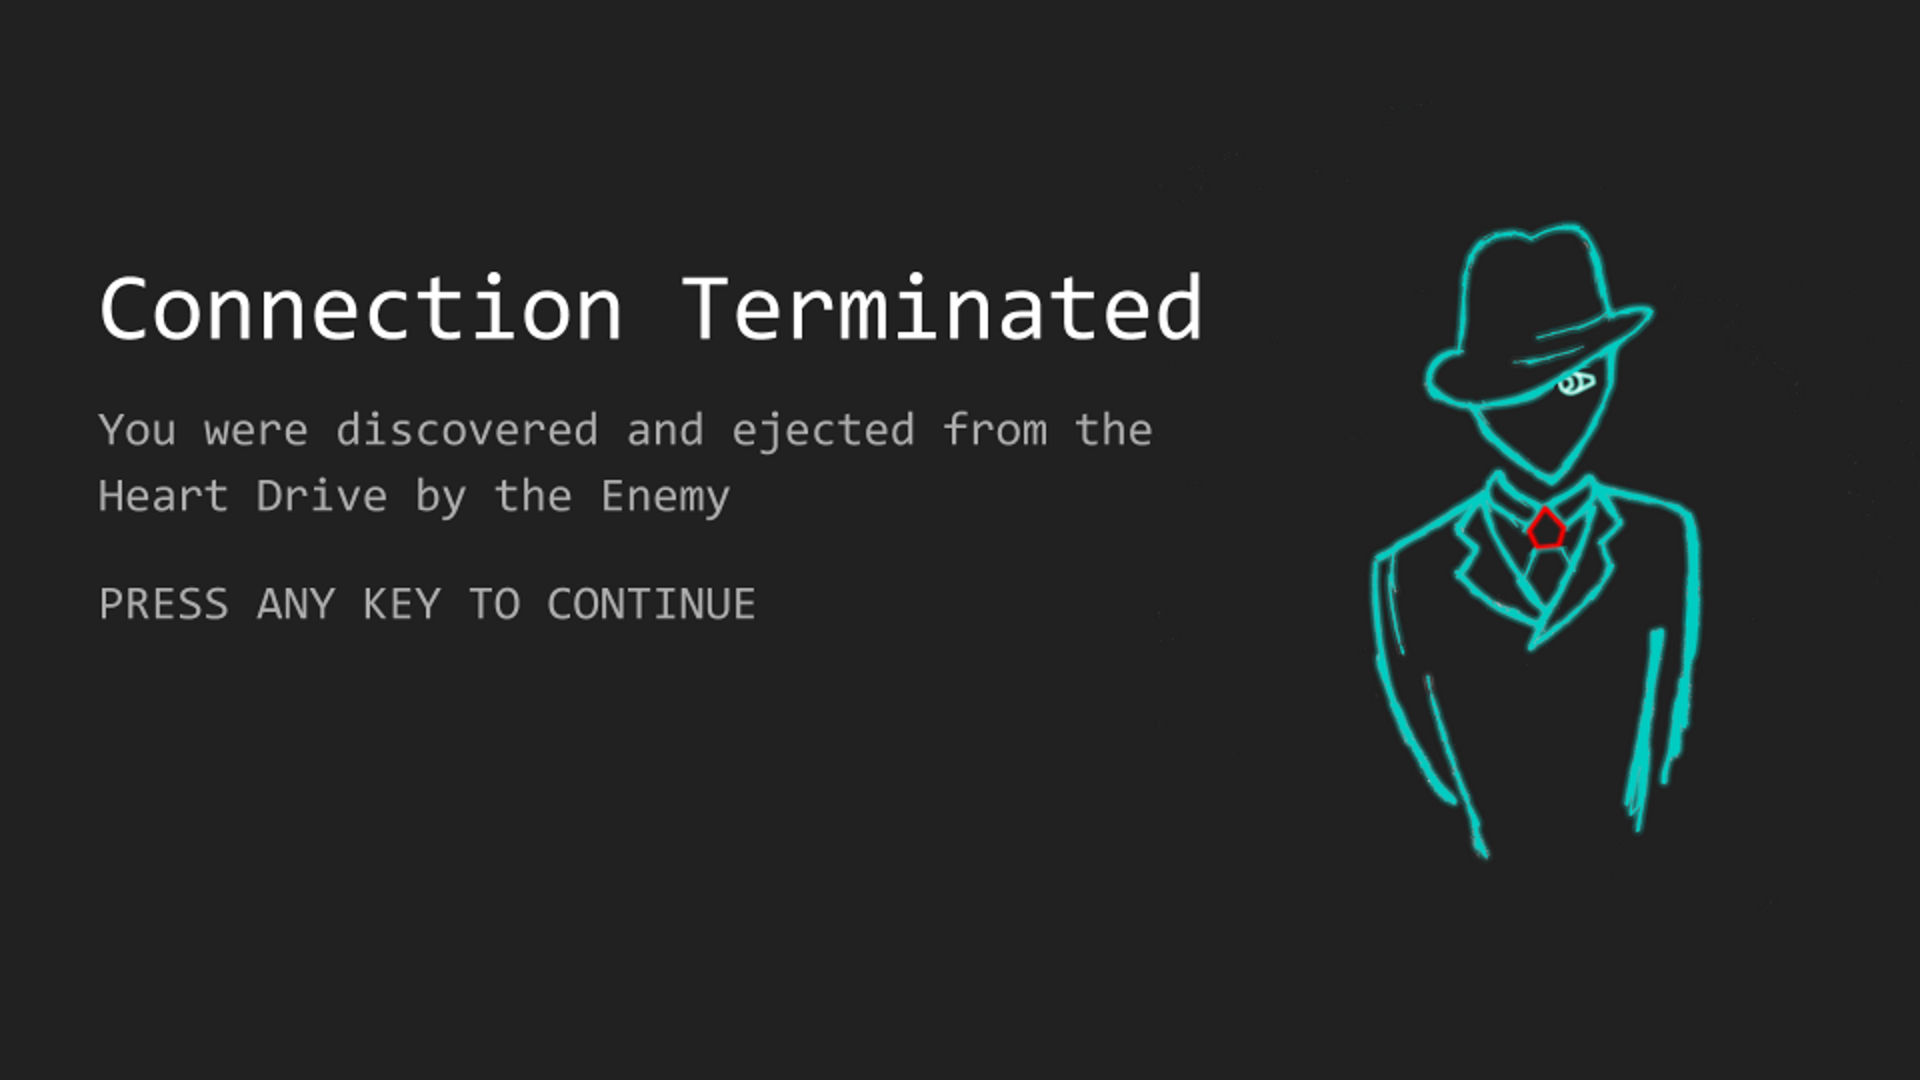 Connection Terminated
You were discovered and ejected from the
Heart Drive by the Enemy
PRESS ANY KEY TO CONTINUE